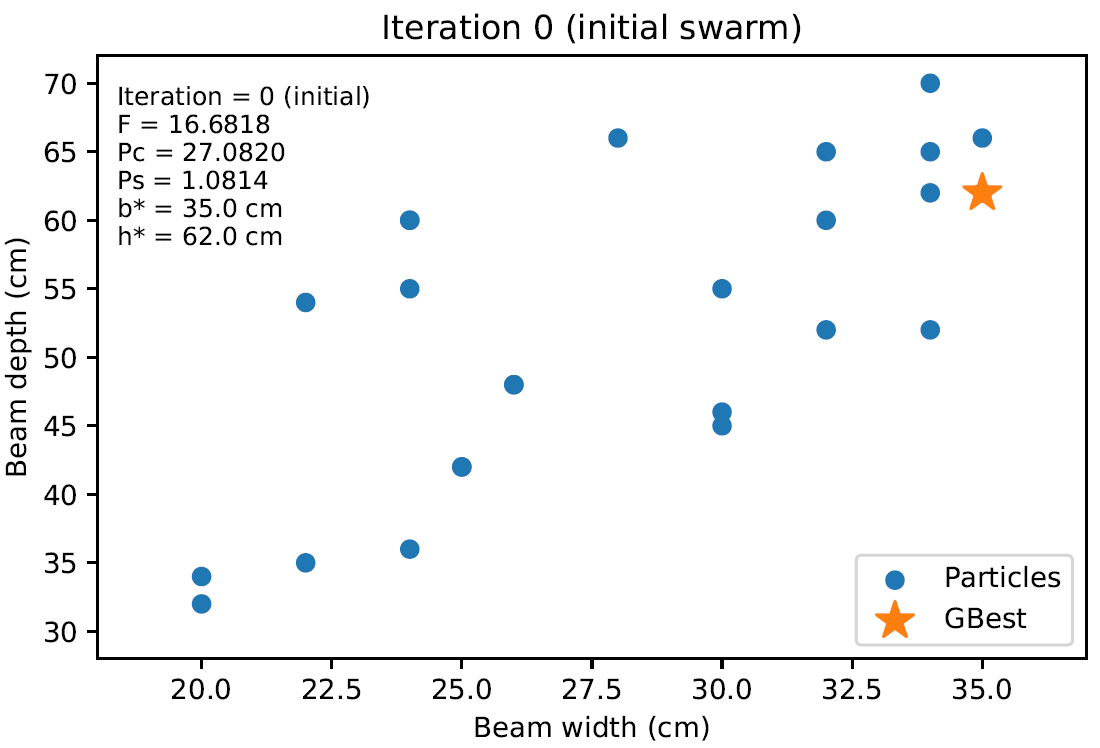 Iteration 0 (initial swarm)
Iteration = 0 (initial)
F = 16.6818
Pc = 27.0820
Ps = 1.0814
b* = 35.0 cm
h* = 62.0 cm
Beam depth (cm)
70
65
60
55
50
45
40
35
30
Particles
GBest
20.0 22.5 25.0 27.5 30.0 32.5 35.0
Beam width (cm)